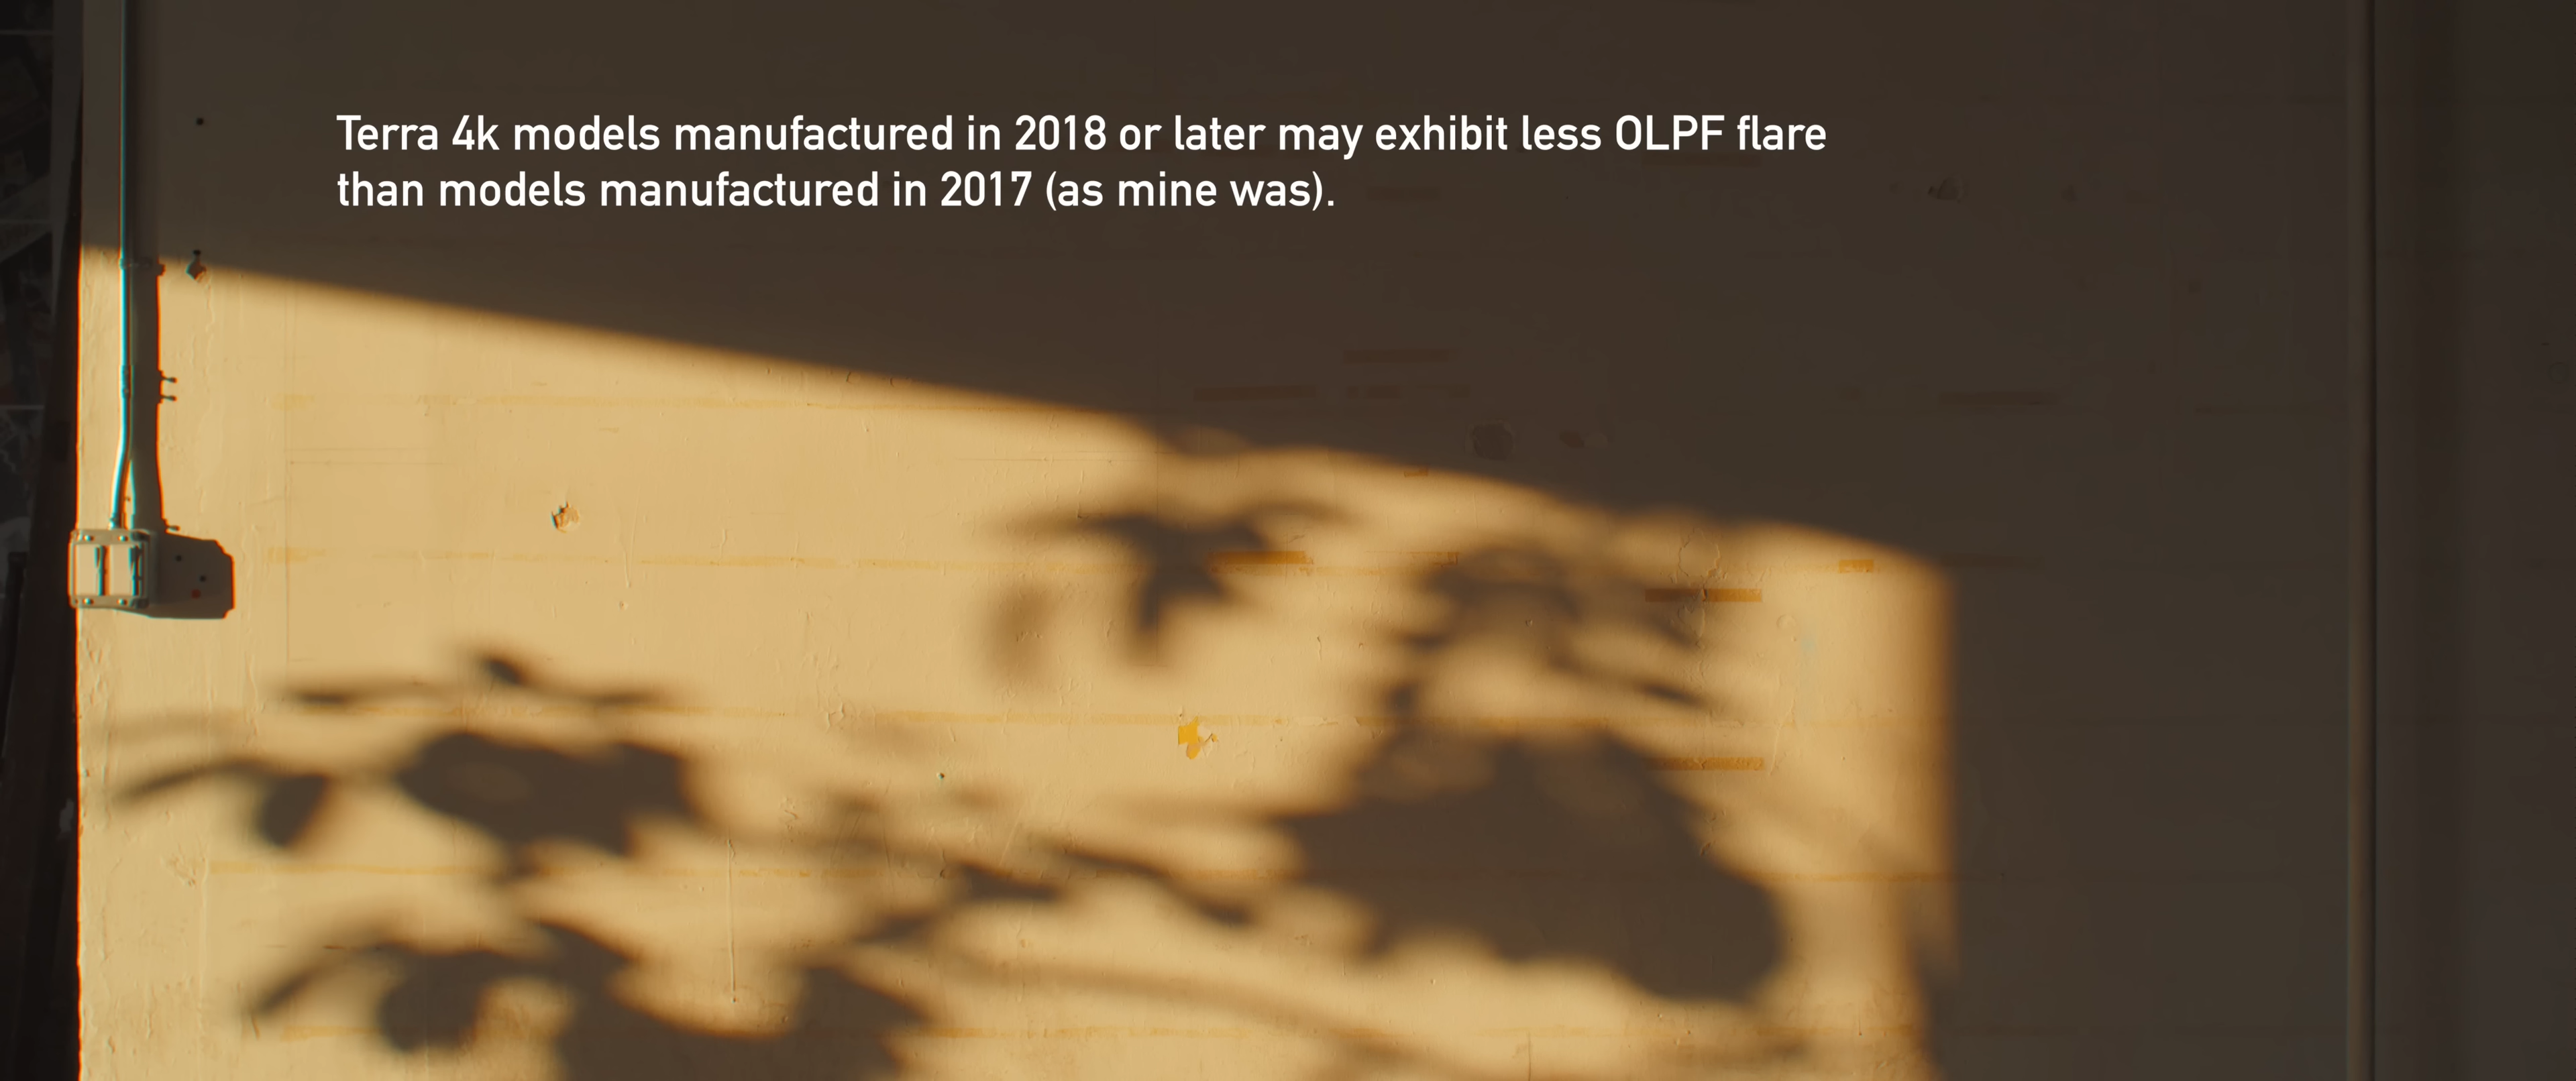 Terra 4k models manufactured in 2018 or later may exhibit less OLPF flare
than models manufactured in 2017 (as mine was).